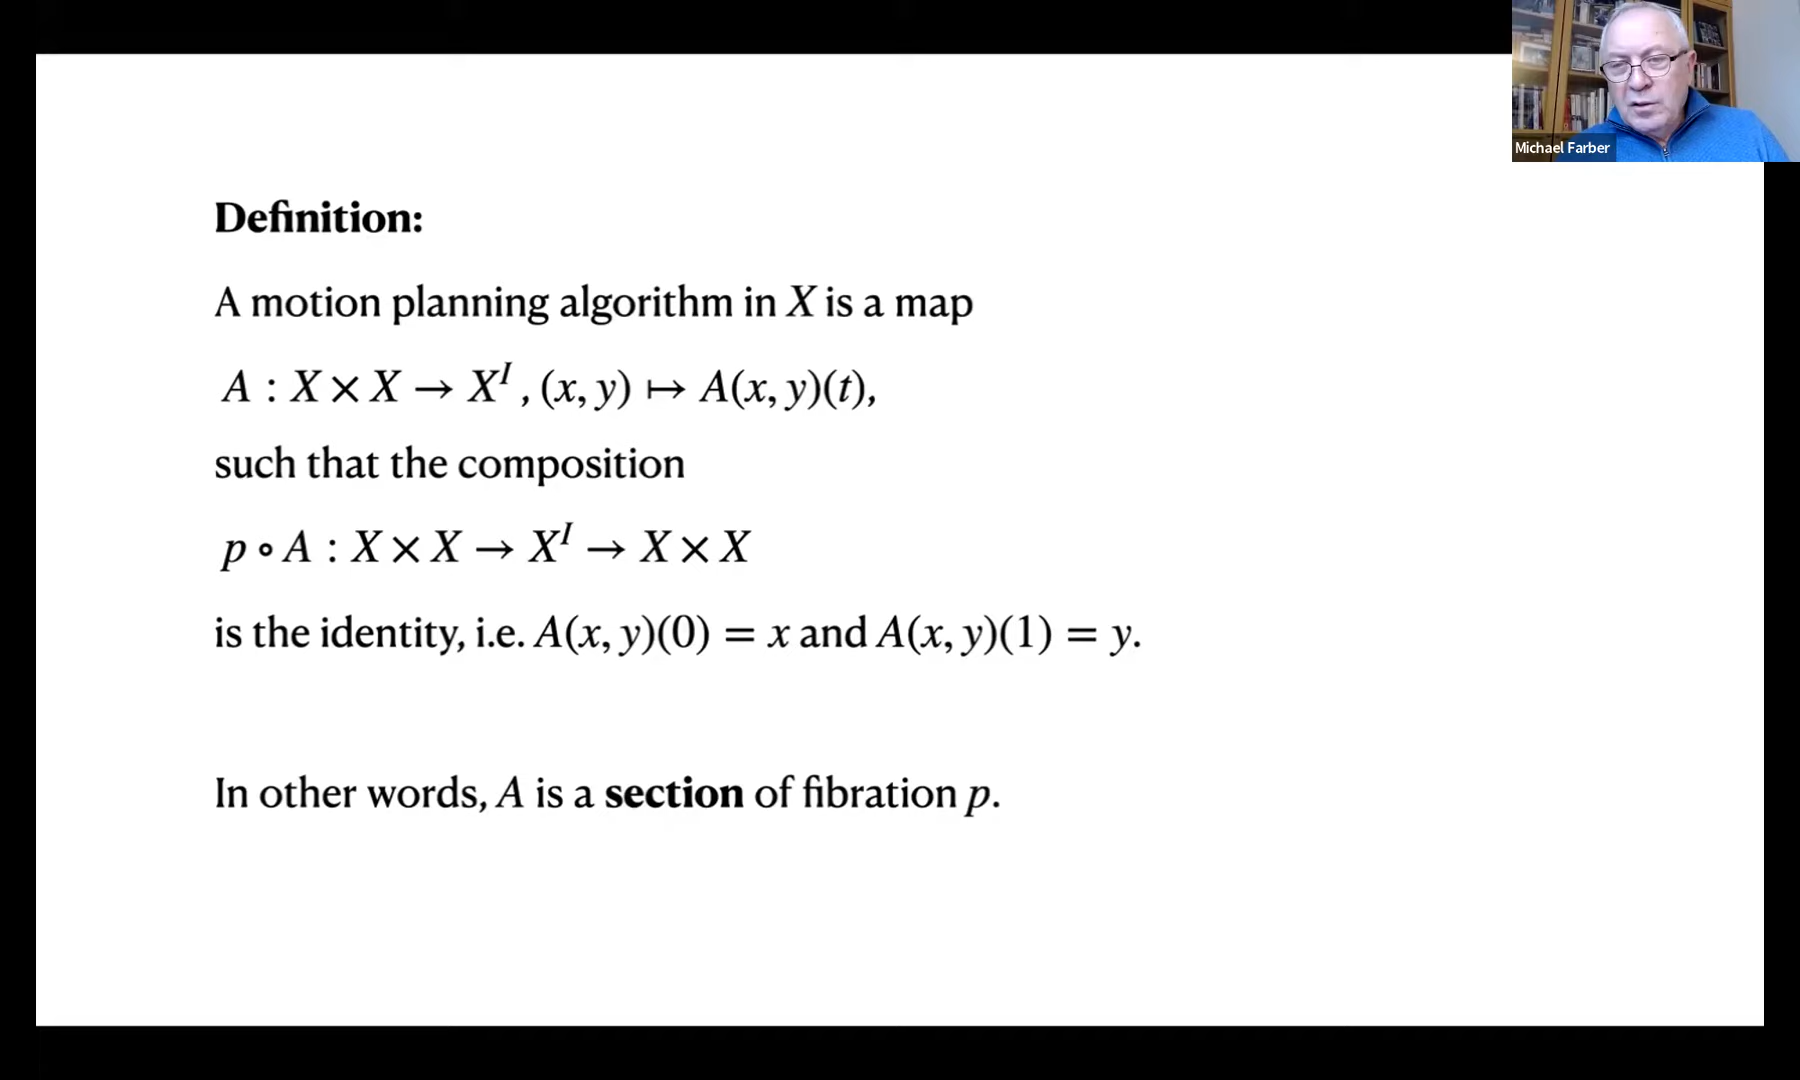 Michael Farber
Definition:
A motion planning algorithm in X is a map
A : X × X → X^I , (x, y) ↦ A(x, y)(t),
such that the composition
p ∘ A : X × X → X^I → X × X
is the identity, i.e. A(x, y)(0) = x and A(x, y)(1) = y.
In other words, A is a section of fibration p.